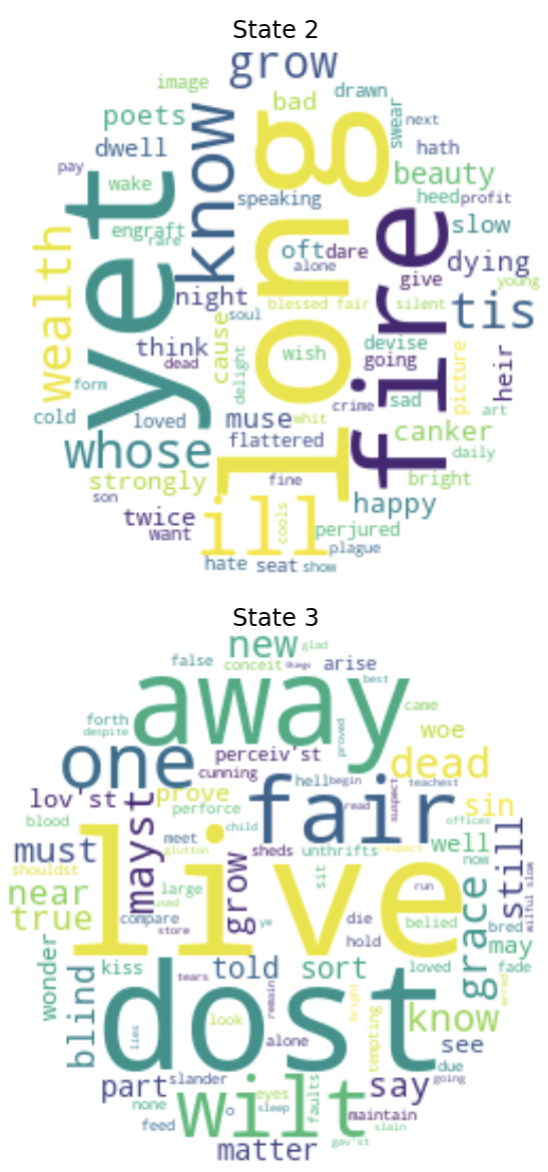 State 2
grow
image
drawn
bad
poets
know
long
swear
next
dwell
hath
pay
yet
wake
speaking
beauty
heed
profit
engraft
rare
fire
slow
wealth
oft
dare
alone
dying
give
young
night
soul
blessed fair
silent
tis
think
dead
cause
delight
wish
devise
going
picture
heir
form
crime
sad
art
cold
loved
muse
whit
canker
whose
flattered
daily
strongly
fine
bright
son
ill
happy
twice
want
cools
perjured
plague
hate
seat
show
State 3
new
glad
false
conceit
things
arise
away
best
came
forth
despite
proved
woe
one
perceiv'st
cunning
dead
hell
begin
teachest
lov'st
prove
fair
read
suspect
sin
blood
mayst
perforce
offices
child
must
meet
sheds
unthrifts
respect
well
still
shouldst
glutton
now
near
large
used
grow
live
sit
run
grace
wilful slow
true
compare
store
ye
die
belied
bred
may
hold
wonder
kiss
told
sort
loved
fade
blind
tears
dost
remain
bright
erred
look
know
lies
alone
tempting
see
due
part
slander
wilt
eyes
faults
say
going
none
o
sleep
maintain
feed
slain
matter
gav'st